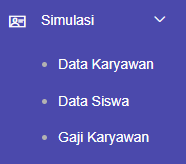 Simulasi
Data Karyawan
Data Siswa
Gaji Karyawan